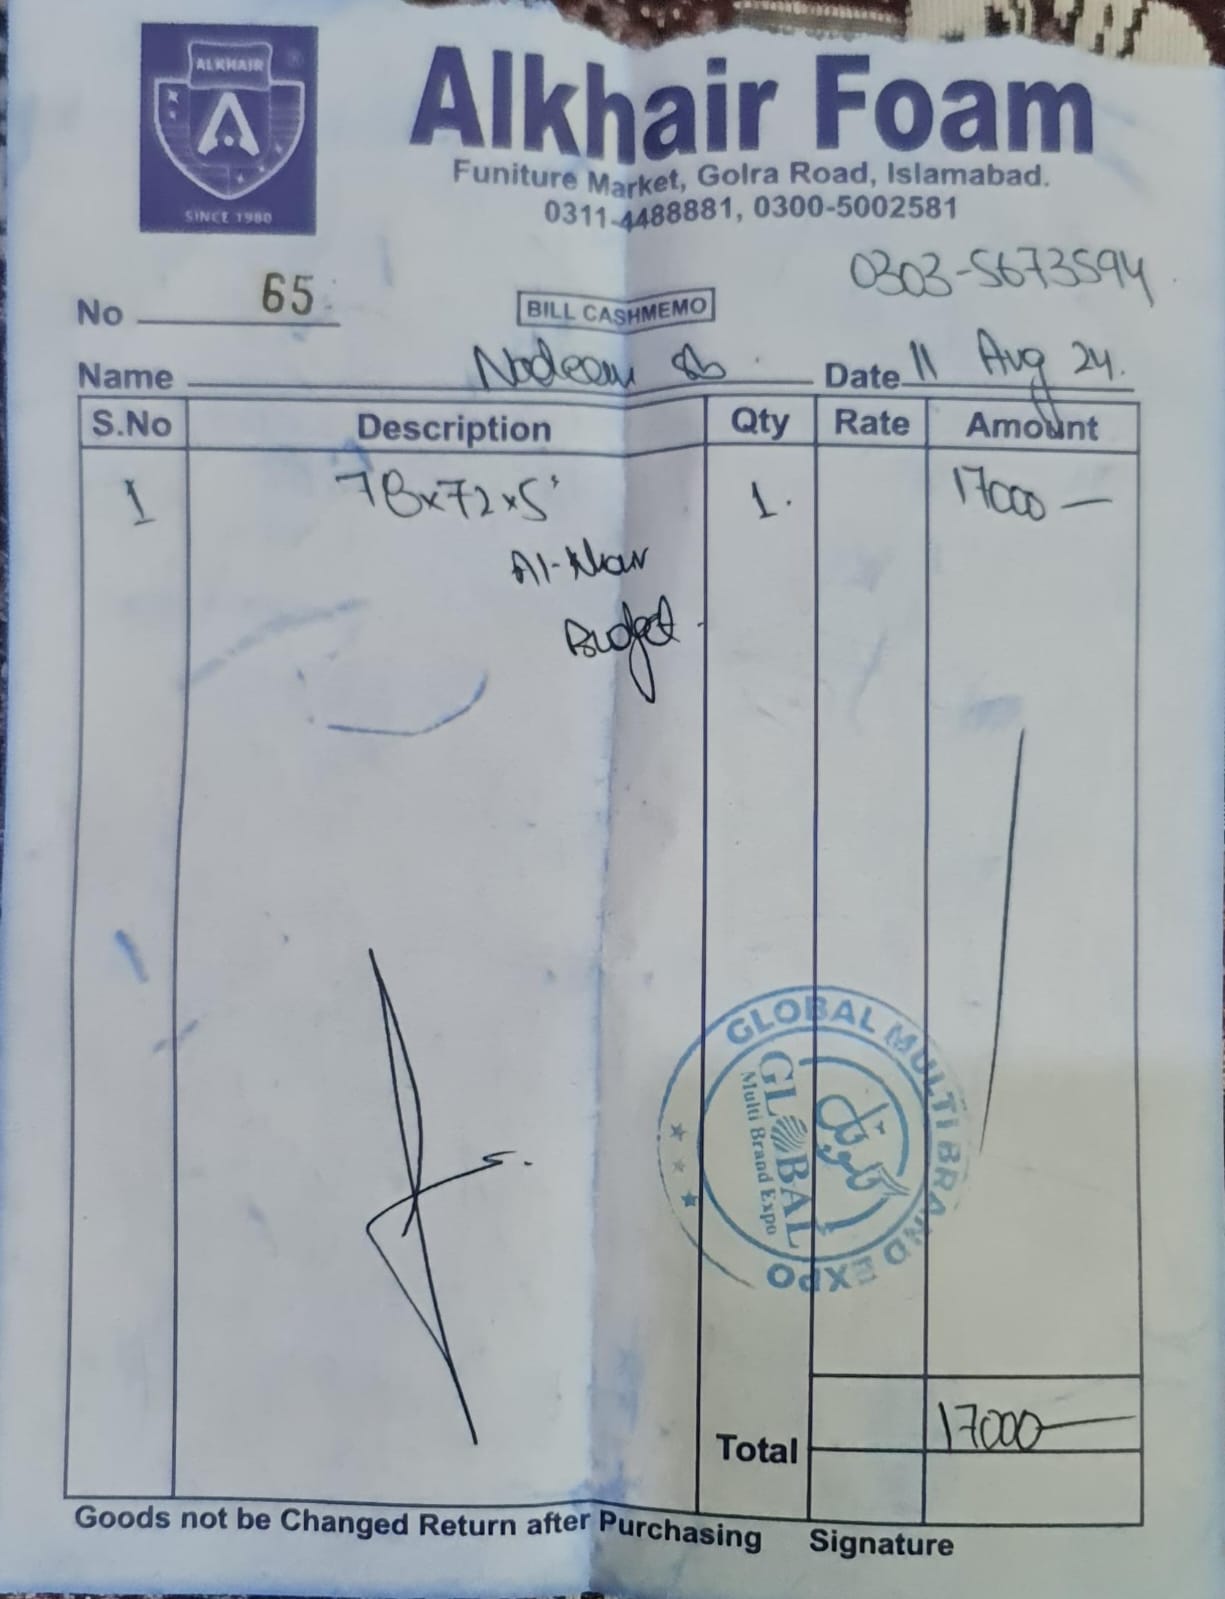 ALKHAIR
SINCE 1980
Alkhair Foam
Funiture Market, Golra Road, Islamabad.
0311-4488881, 0300-5002581
0303-5673594
No 65
BILL CASHMEMO
Name Nadeem Sb. Date 11 Aug 24.
S.No Description Qty Rate Amount
1 78x72x5" 1. 17000 —
Al-Noor
Budget
GLOBAL MULTI BRAND EXPO
گلوبل
GLOBAL
Multi Brand Expo
Total 17000
Goods not be Changed Return after Purchasing Signature